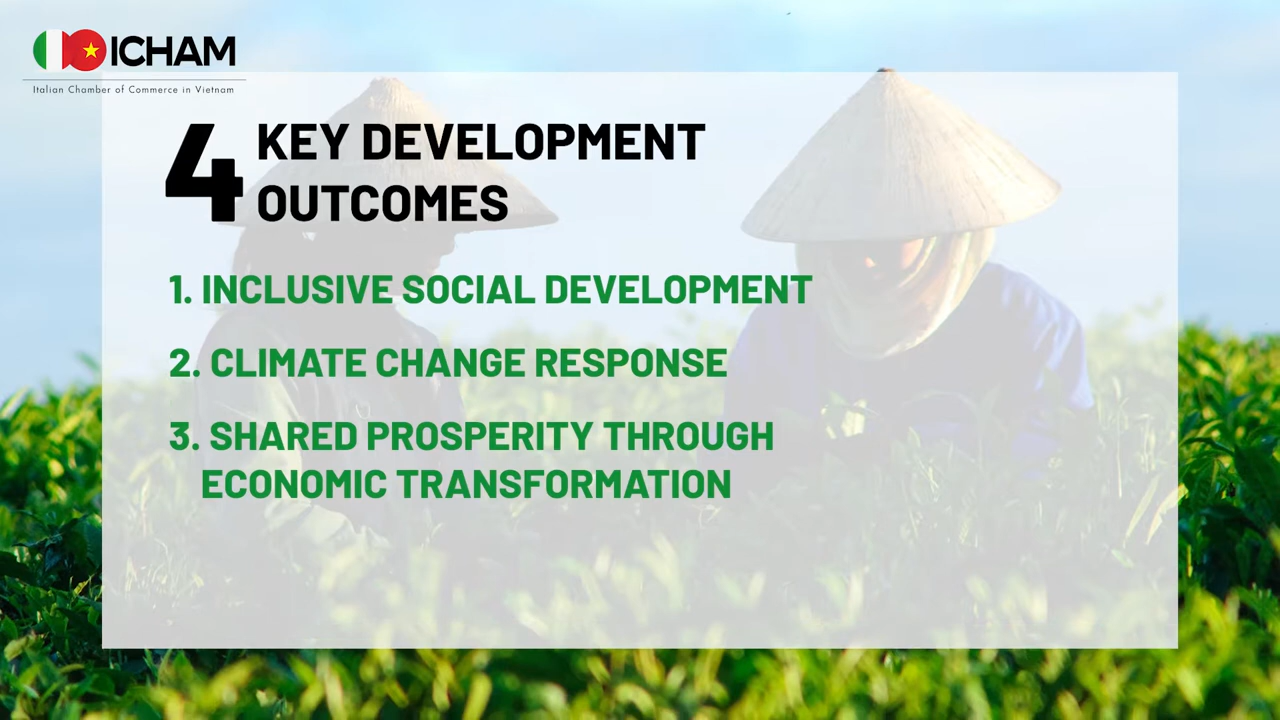 ICHAM
Italian Chamber of Commerce in Vietnam
4 KEY DEVELOPMENT
OUTCOMES
1. INCLUSIVE SOCIAL DEVELOPMENT
2. CLIMATE CHANGE RESPONSE
3. SHARED PROSPERITY THROUGH
ECONOMIC TRANSFORMATION